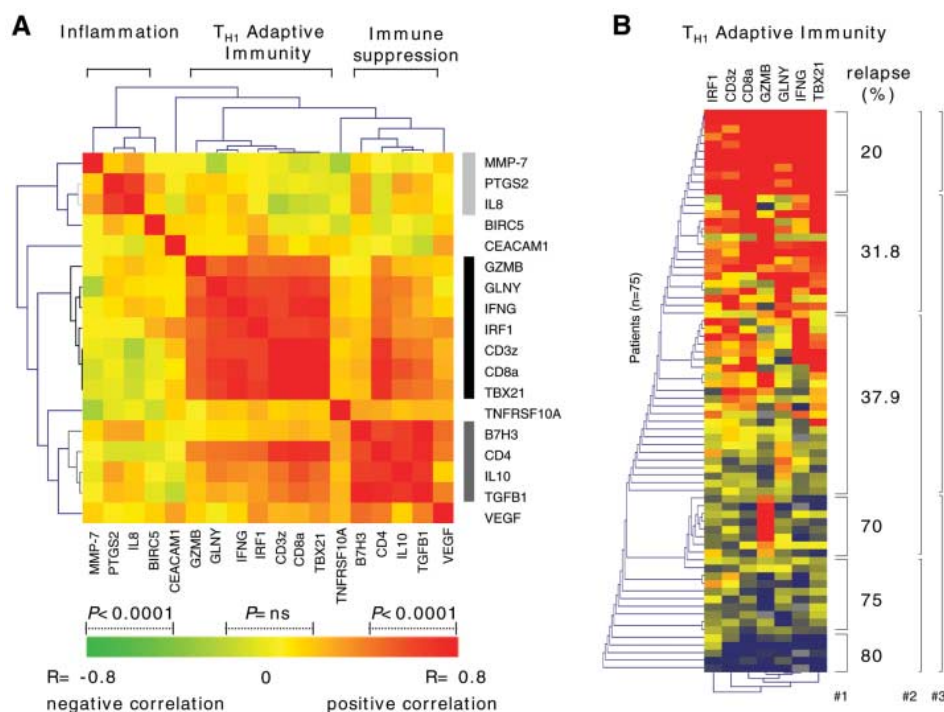 A
Inflammation
T_H1 Adaptive
Immunity
Immune
suppression
MMP-7
PTGS2
IL8
BIRC5
CEACAM1
GZMB
GLNY
IFNG
IRF1
CD3z
CD8a
TBX21
TNFRSF10A
B7H3
CD4
IL10
TGFB1
VEGF
MMP-7
PTGS2
IL8
BIRC5
CEACAM1
GZMB
GLNY
IFNG
IRF1
CD3z
CD8a
TBX21
TNFRSF10A
B7H3
CD4
IL10
TGFB1
VEGF
P<0.0001
P=ns
P<0.0001
R= -0.8
0
R= 0.8
negative correlation
positive correlation
B
T_H1 Adaptive Immunity
IRF1
CD3z
CD8a
GZMB
GLNY
IFNG
TBX21
relapse
(%)
Patients (n=75)
20
31.8
37.9
70
75
80
#1
#2
#3